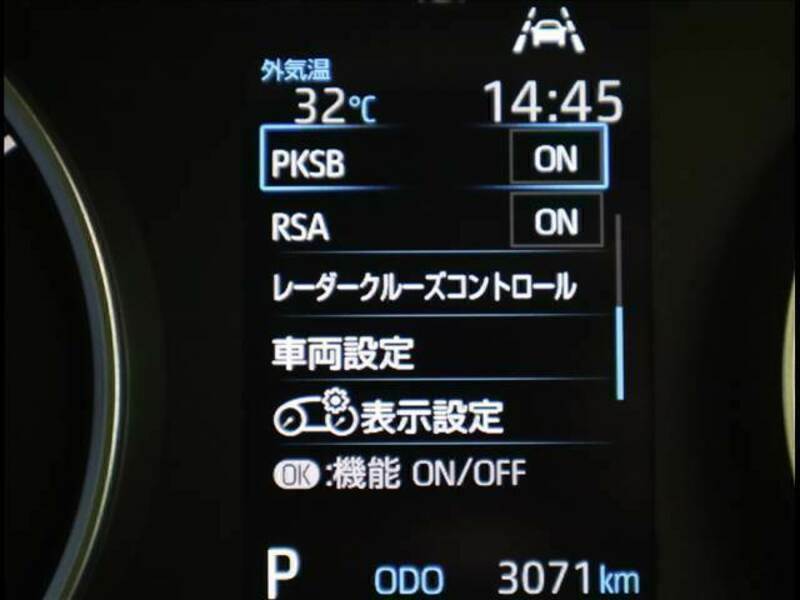 外気温
32℃ 14:45
PKSB ON
RSA ON
レーダークルーズコントロール
車両設定
表示設定
OK:機能 ON/OFF
P ODO 3071km